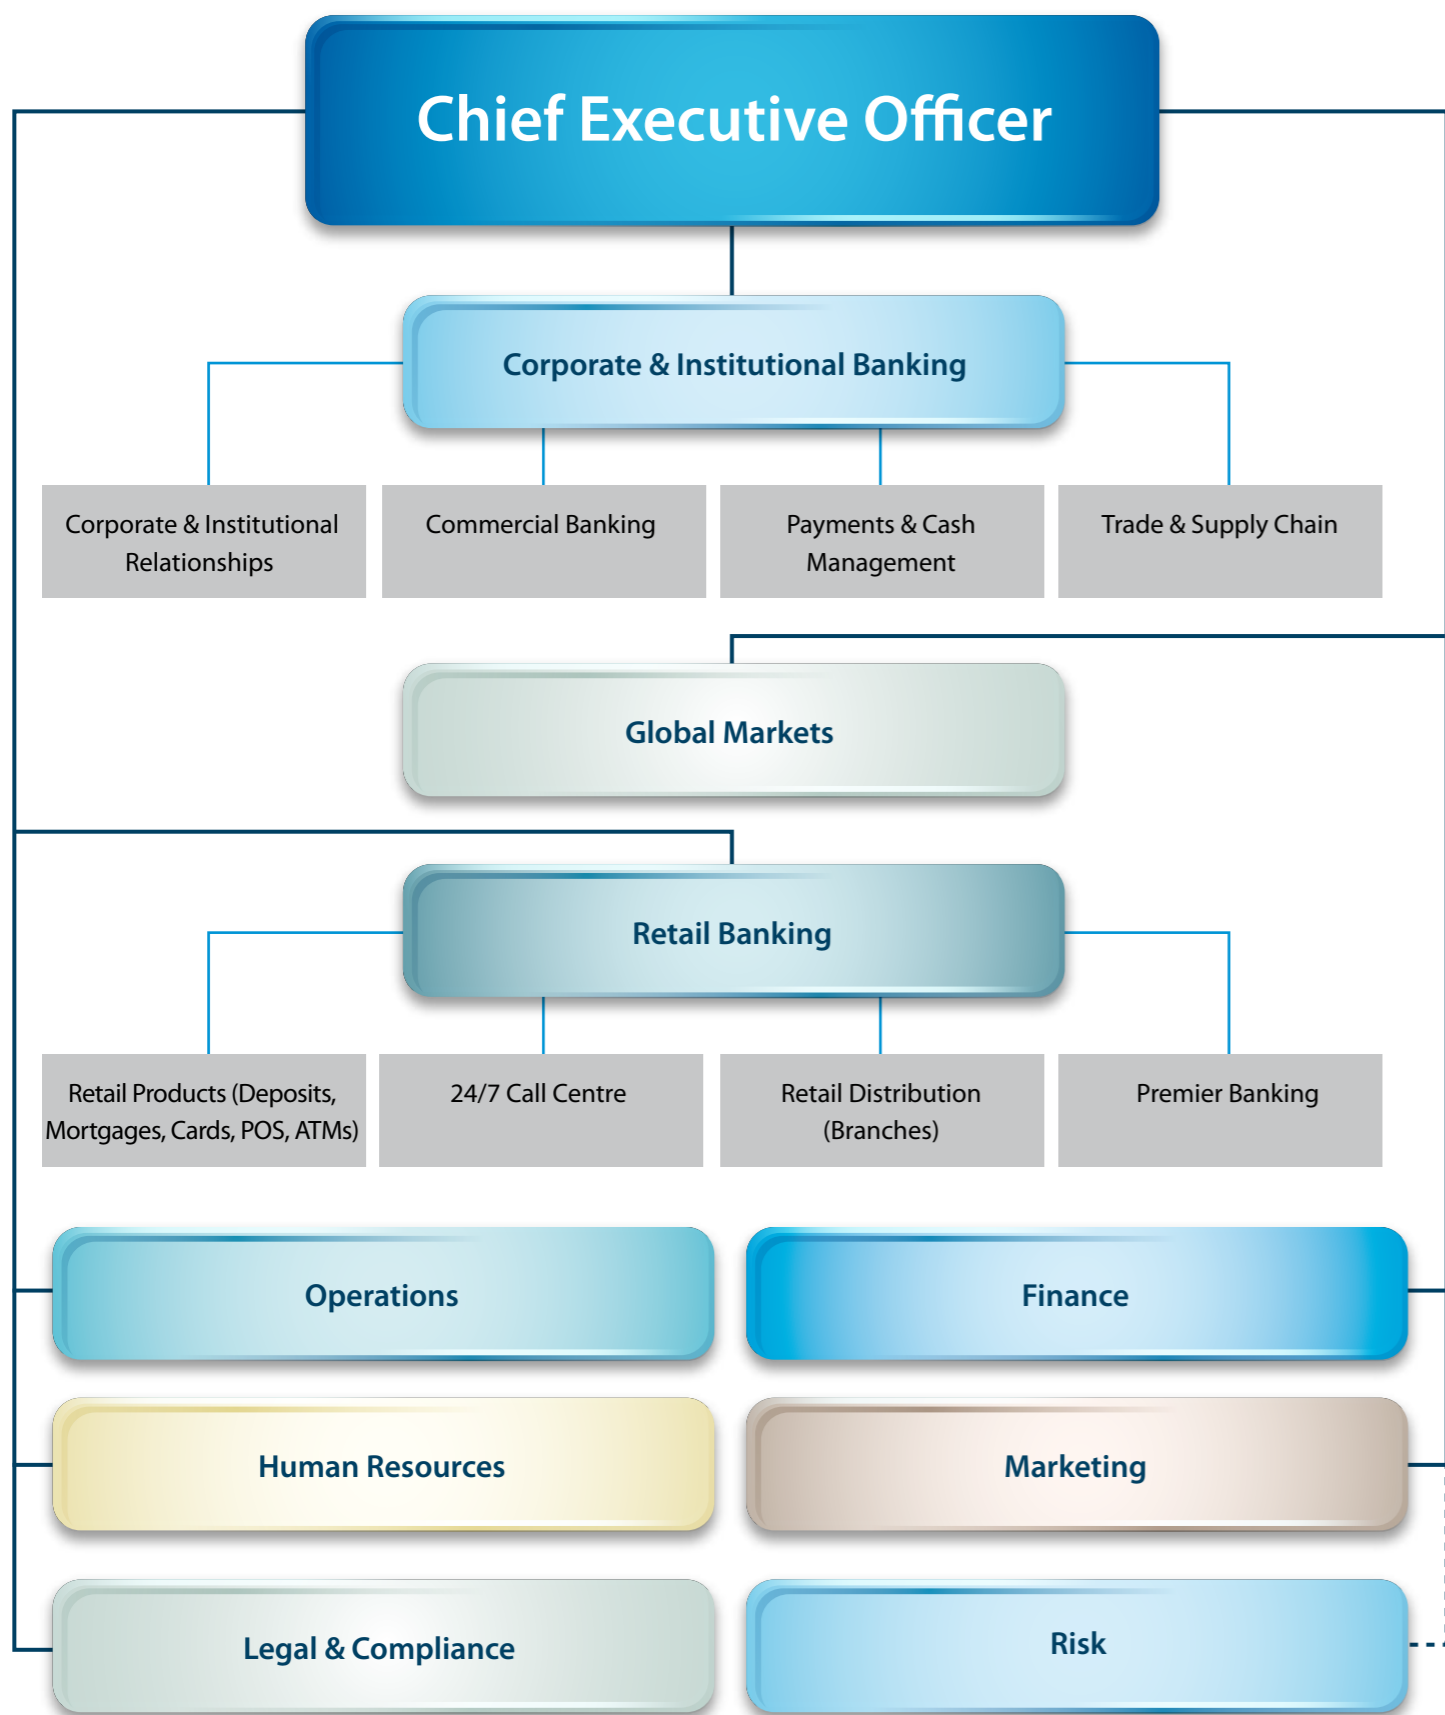 Chief Executive Officer
Corporate & Institutional Banking
Corporate & Institutional
Relationships
Commercial Banking
Payments & Cash
Management
Trade & Supply Chain
Global Markets
Retail Banking
Retail Products (Deposits,
Mortgages, Cards, POS, ATMs)
24/7 Call Centre
Retail Distribution
(Branches)
Premier Banking
Operations
Finance
Human Resources
Marketing
Legal & Compliance
Risk